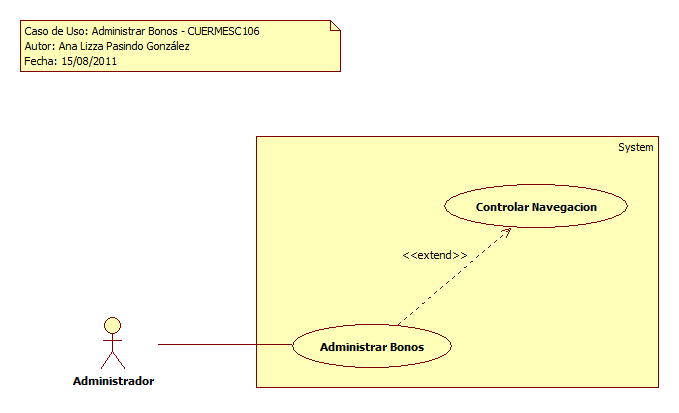 Caso de Uso: Administrar Bonos - CUERMESC106
Autor: Ana Lizza Pasindo González
Fecha: 15/08/2011
System
Controlar Navegacion
<<extend>>
Administrar Bonos
Administrador